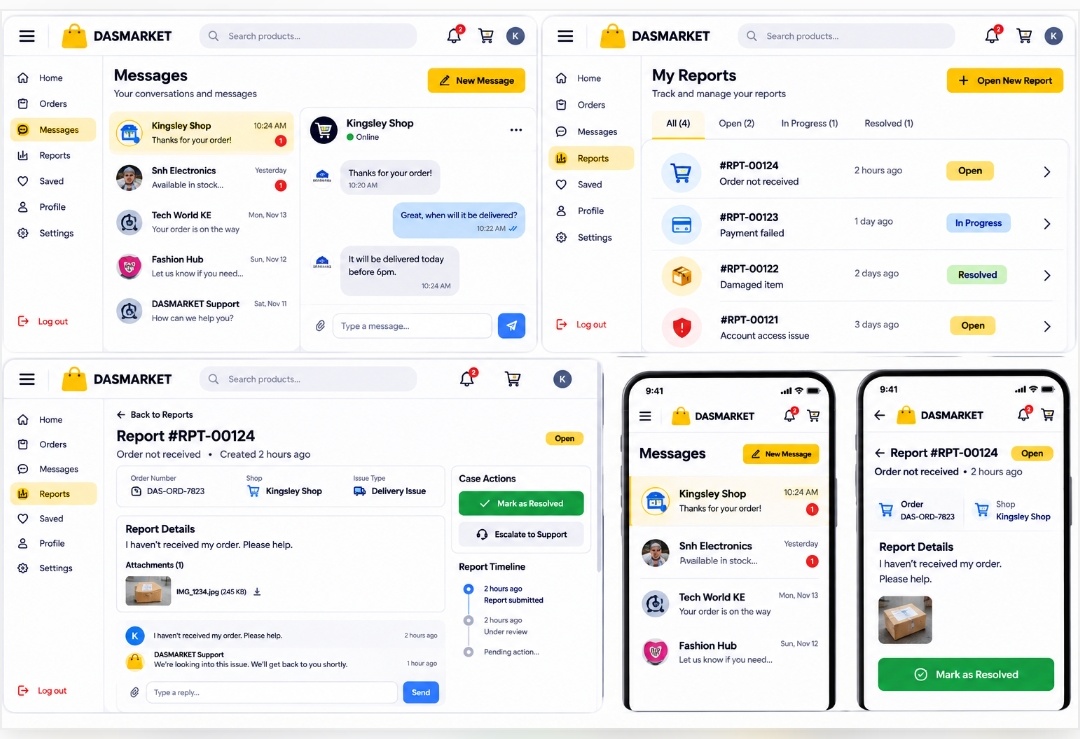 DASMARKET
Search products...
2
K
Home
Orders
Messages
Reports
Saved
Profile
Settings
Log out
Messages
Your conversations and messages
New Message
Kingsley Shop
10:24 AM
Thanks for your order!
1
Snh Electronics
Yesterday
Available in stock...
1
Tech World KE
Mon, Nov 13
Your order is on the way
Fashion Hub
Sun, Nov 12
Let us know if you need...
DASMARKET Support
Sat, Nov 11
How can we help you?
Kingsley Shop
Online
Thanks for your order!
10:20 AM
Great, when will it be delivered?
10:22 AM
It will be delivered today
before 6pm.
10:24 AM
Type a message...
DASMARKET
Search products...
2
K
Home
Orders
Messages
Reports
Saved
Profile
Settings
Log out
My Reports
Track and manage your reports
Open New Report
All (4)
Open (2)
In Progress (1)
Resolved (1)
#RPT-00124
Order not received
2 hours ago
Open
#RPT-00123
Payment failed
1 day ago
In Progress
#RPT-00122
Damaged item
2 days ago
Resolved
#RPT-00121
Account access issue
3 days ago
Open
DASMARKET
Search products...
2
K
Home
Orders
Messages
Reports
Saved
Profile
Settings
Log out
Back to Reports
Report #RPT-00124
Order not received • Created 2 hours ago
Open
Order Number
DAS-ORD-7823
Shop
Kingsley Shop
Issue Type
Delivery Issue
Report Details
I haven't received my order. Please help.
Attachments (1)
IMG_1234.jpg (245 KB)
K
I haven't received my order. Please help.
2 hours ago
DASMARKET Support
We're looking into this issue. We'll get back to you shortly.
1 hour ago
Type a reply...
Send
Case Actions
Mark as Resolved
Escalate to Support
Report Timeline
2 hours ago
Report submitted
2 hours ago
Under review
Pending action...
9:41
DASMARKET
2
Messages
New Message
Kingsley Shop
10:24 AM
Thanks for your order!
1
Snh Electronics
Yesterday
Pvailable in stock...
1
Tech World KE
Mon, Nov 13
Your order is on the way
Fashion Hub
Sun, Nov 12
Let us know if you need...
9:41
DASMARKET
2
Report #RPT-00124
Open
Order not received • 2 hours ago
Order
DAS-ORD-7823
Shop
Kingsley Shop
Report Details
I haven't received my order.
Please help.
Mark as Resolved